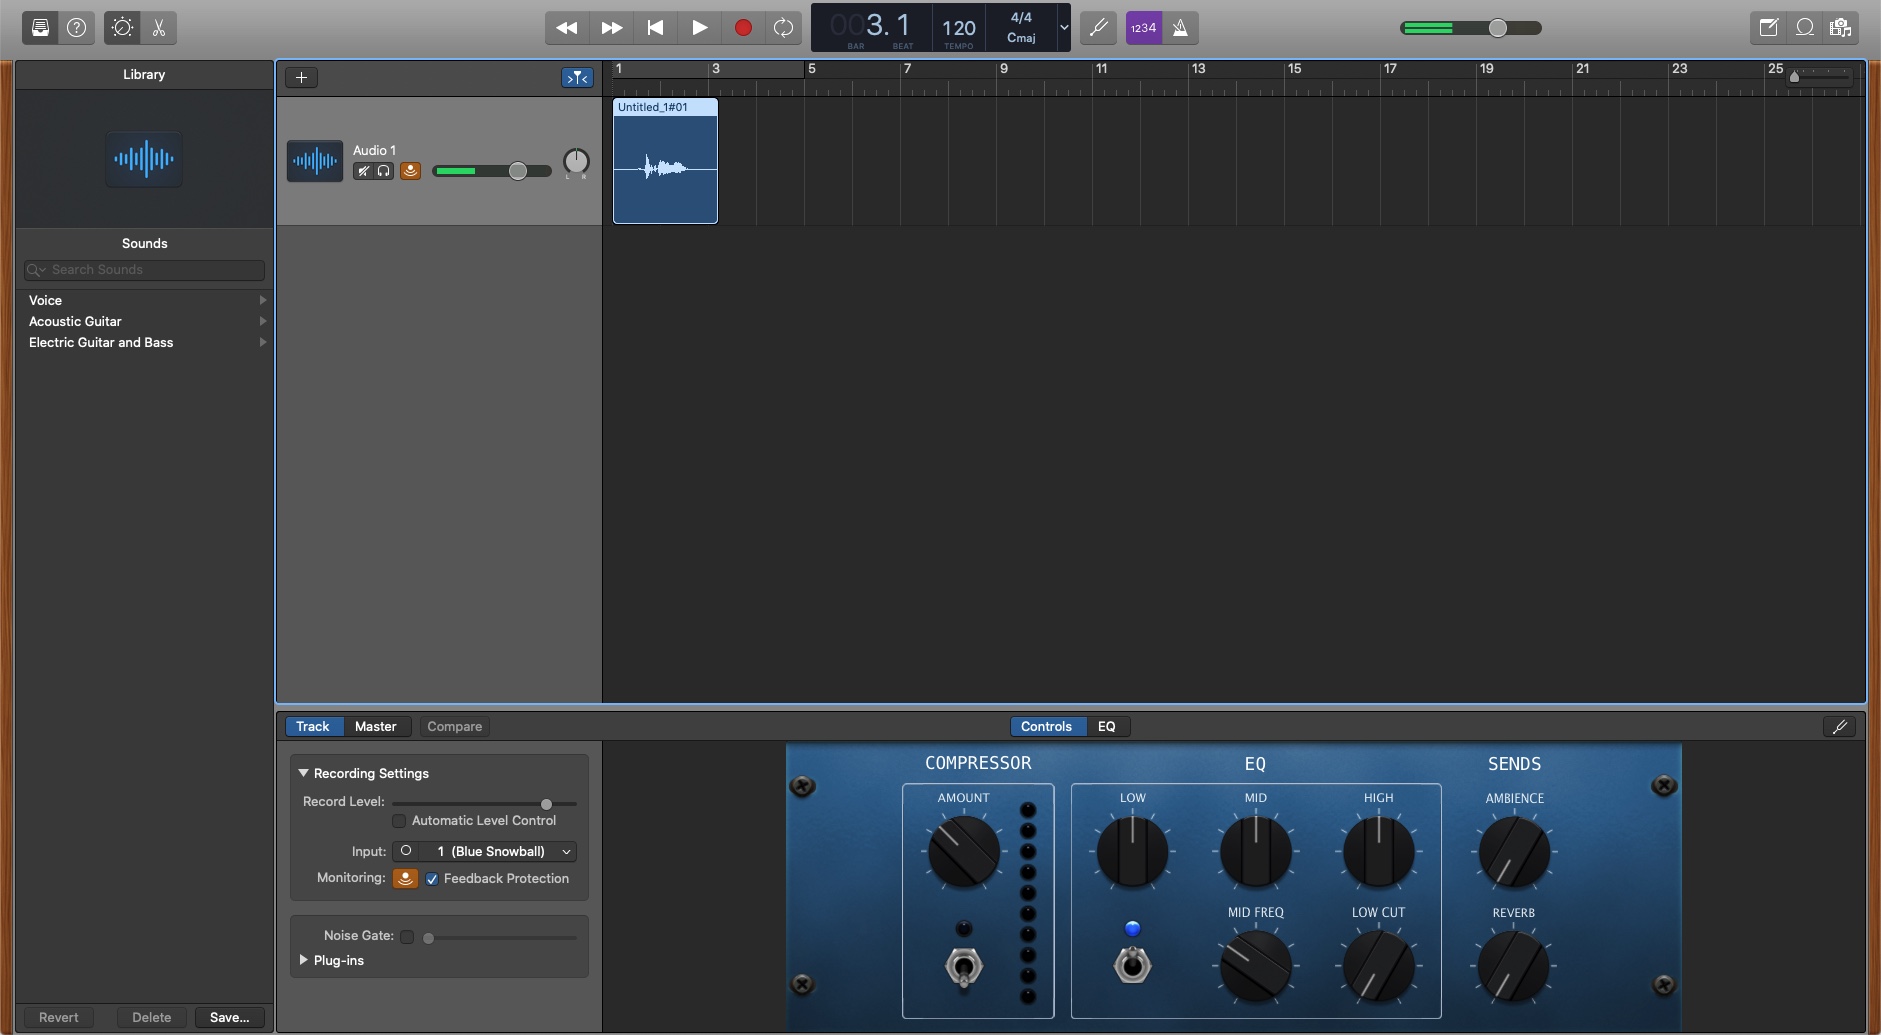 003. 1 120 4/4
BAR BEAT TEMPO Cmaj
1234
Library
1 3 5 7 9 11 13 15 17 19 21 23 25
Untitled_1#01
Audio 1
L R
Sounds
Search Sounds
Voice
Acoustic Guitar
Electric Guitar and Bass
Track Master Compare Controls EQ
Recording Settings
Record Level:
Automatic Level Control
Input: 1 (Blue Snowball)
Monitoring: Feedback Protection
Noise Gate:
Plug-ins
COMPRESSOR EQ SENDS
AMOUNT LOW MID HIGH AMBIENCE
MID FREQ LOW CUT REVERB
Revert Delete Save...